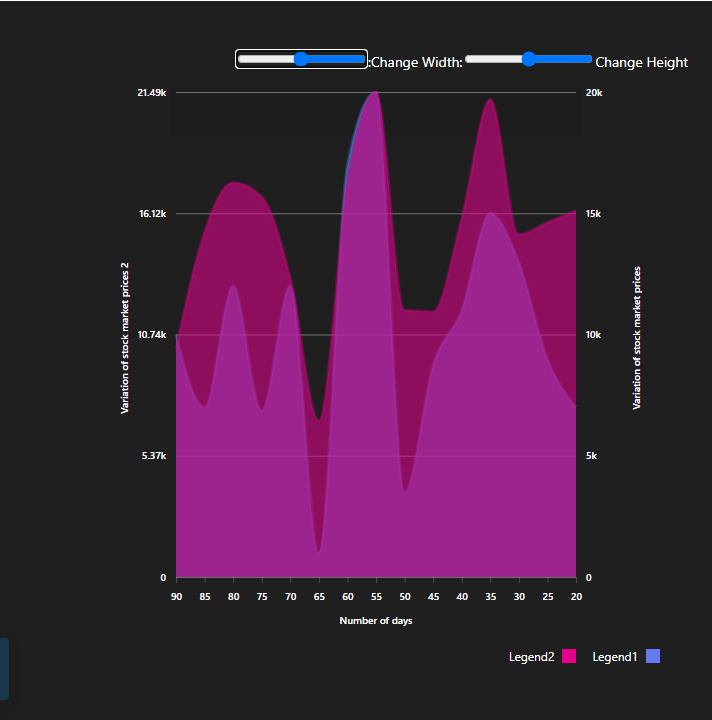 :Change Width: Change Height
21.49k
16.12k
10.74k
5.37k
0
Variation of stock market prices 2
20k
15k
10k
5k
0
Variation of stock market prices
90 85 80 75 70 65 60 55 50 45 40 35 30 25 20
Number of days
Legend2 Legend1